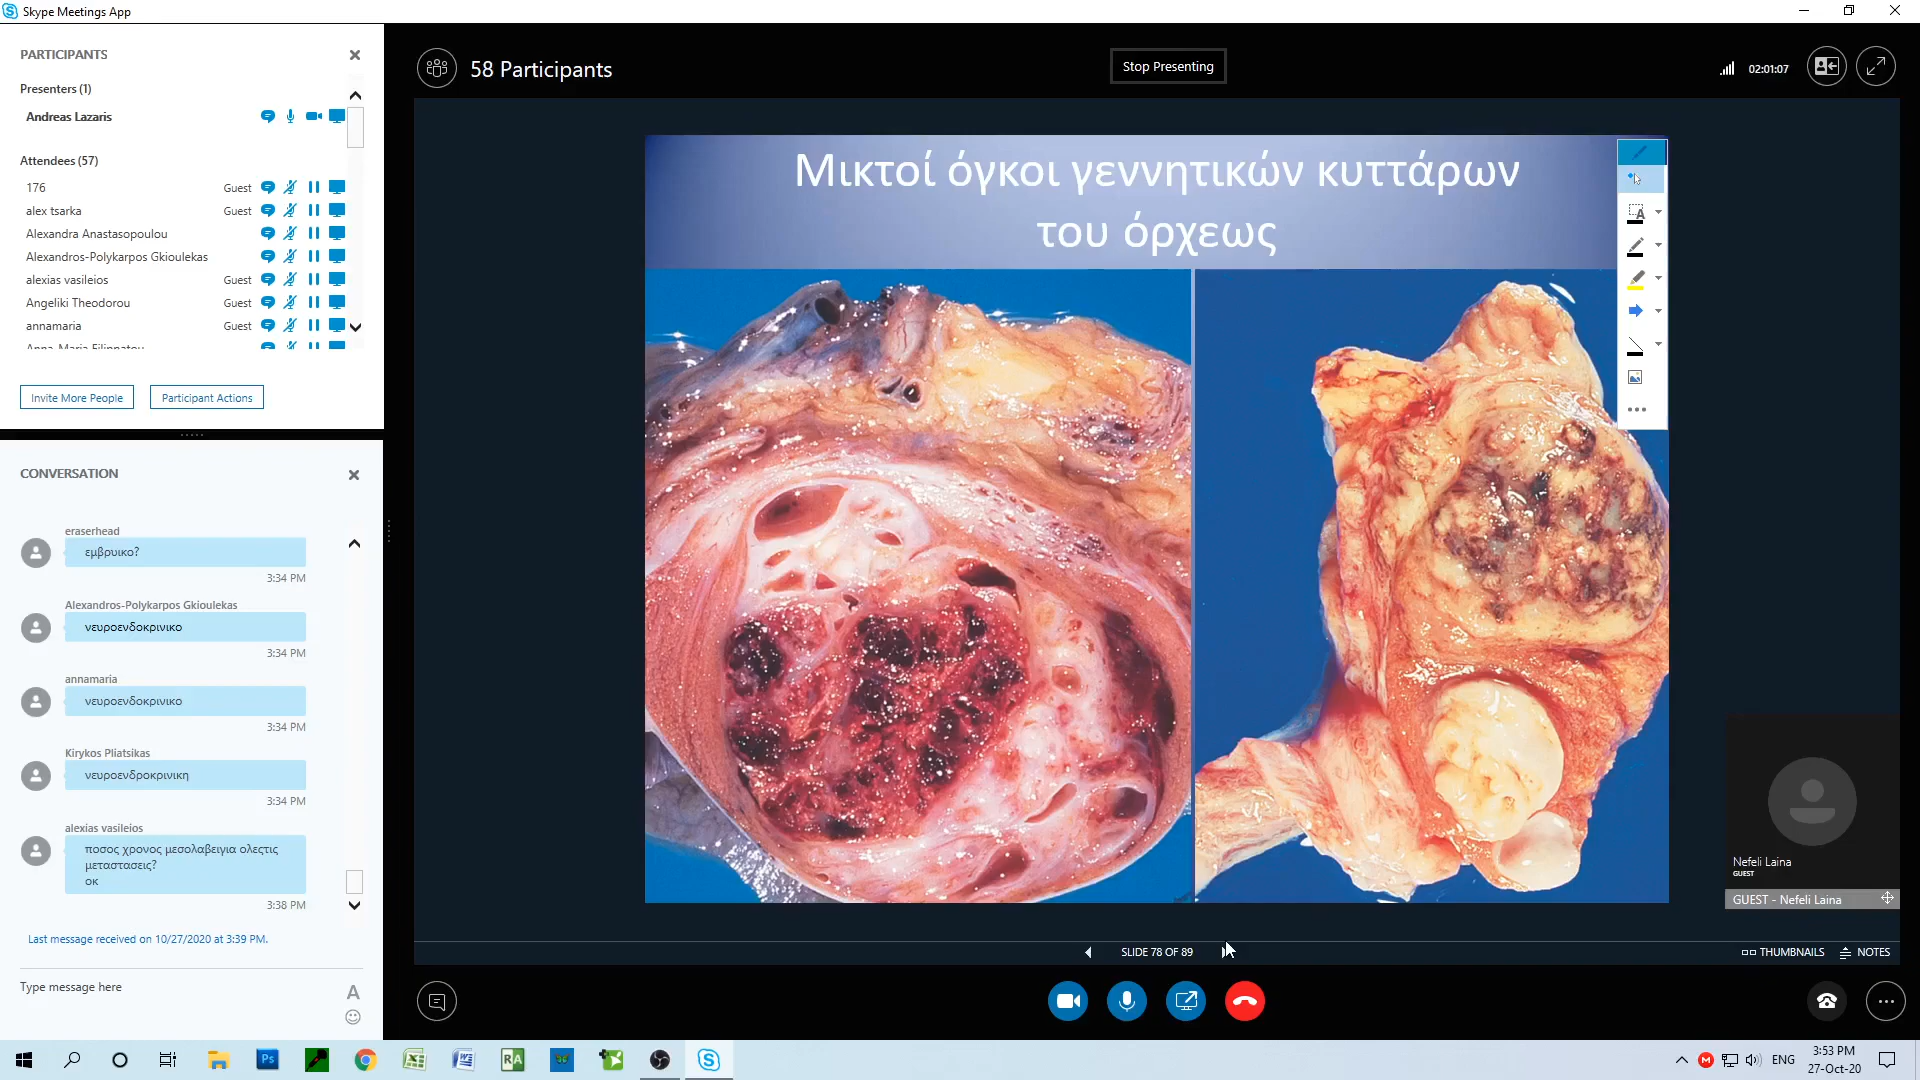 Skype Meetings App
PARTICIPANTS
Presenters (1)
Andreas Lazaris
Attendees (57)
176 Guest
alex tsarka Guest
Alexandra Anastasopoulou
Alexandros-Polykarpos Gkioulekas
alexias vasileios Guest
Angeliki Theodorou Guest
annamaria Guest
Anna-Maria Filippatou
Invite More People
Participant Actions
CONVERSATION
eraserhead
εμβρυικο?
3:34 PM
Alexandros-Polykarpos Gkioulekas
νευροενδοκρινικο
3:34 PM
annamaria
νευροενδοκρινικο
3:34 PM
Kirykos Pliatsikas
νευροενδροκρινικη
3:34 PM
alexias vasileios
ποσος χρονος μεσολαβειγια ολεςτις
μεταστασεις?
οκ
3:38 PM
Last message received on 10/27/2020 at 3:39 PM.
Type message here
58 Participants
Stop Presenting
02:01:07
Μικτοί όγκοι γεννητικών κυττάρων
του όρχεως
Nefeli Laina
GUEST
GUEST - Nefeli Laina
SLIDE 78 OF 89
THUMBNAILS
NOTES
ENG
3:53 PM
27-Oct-20